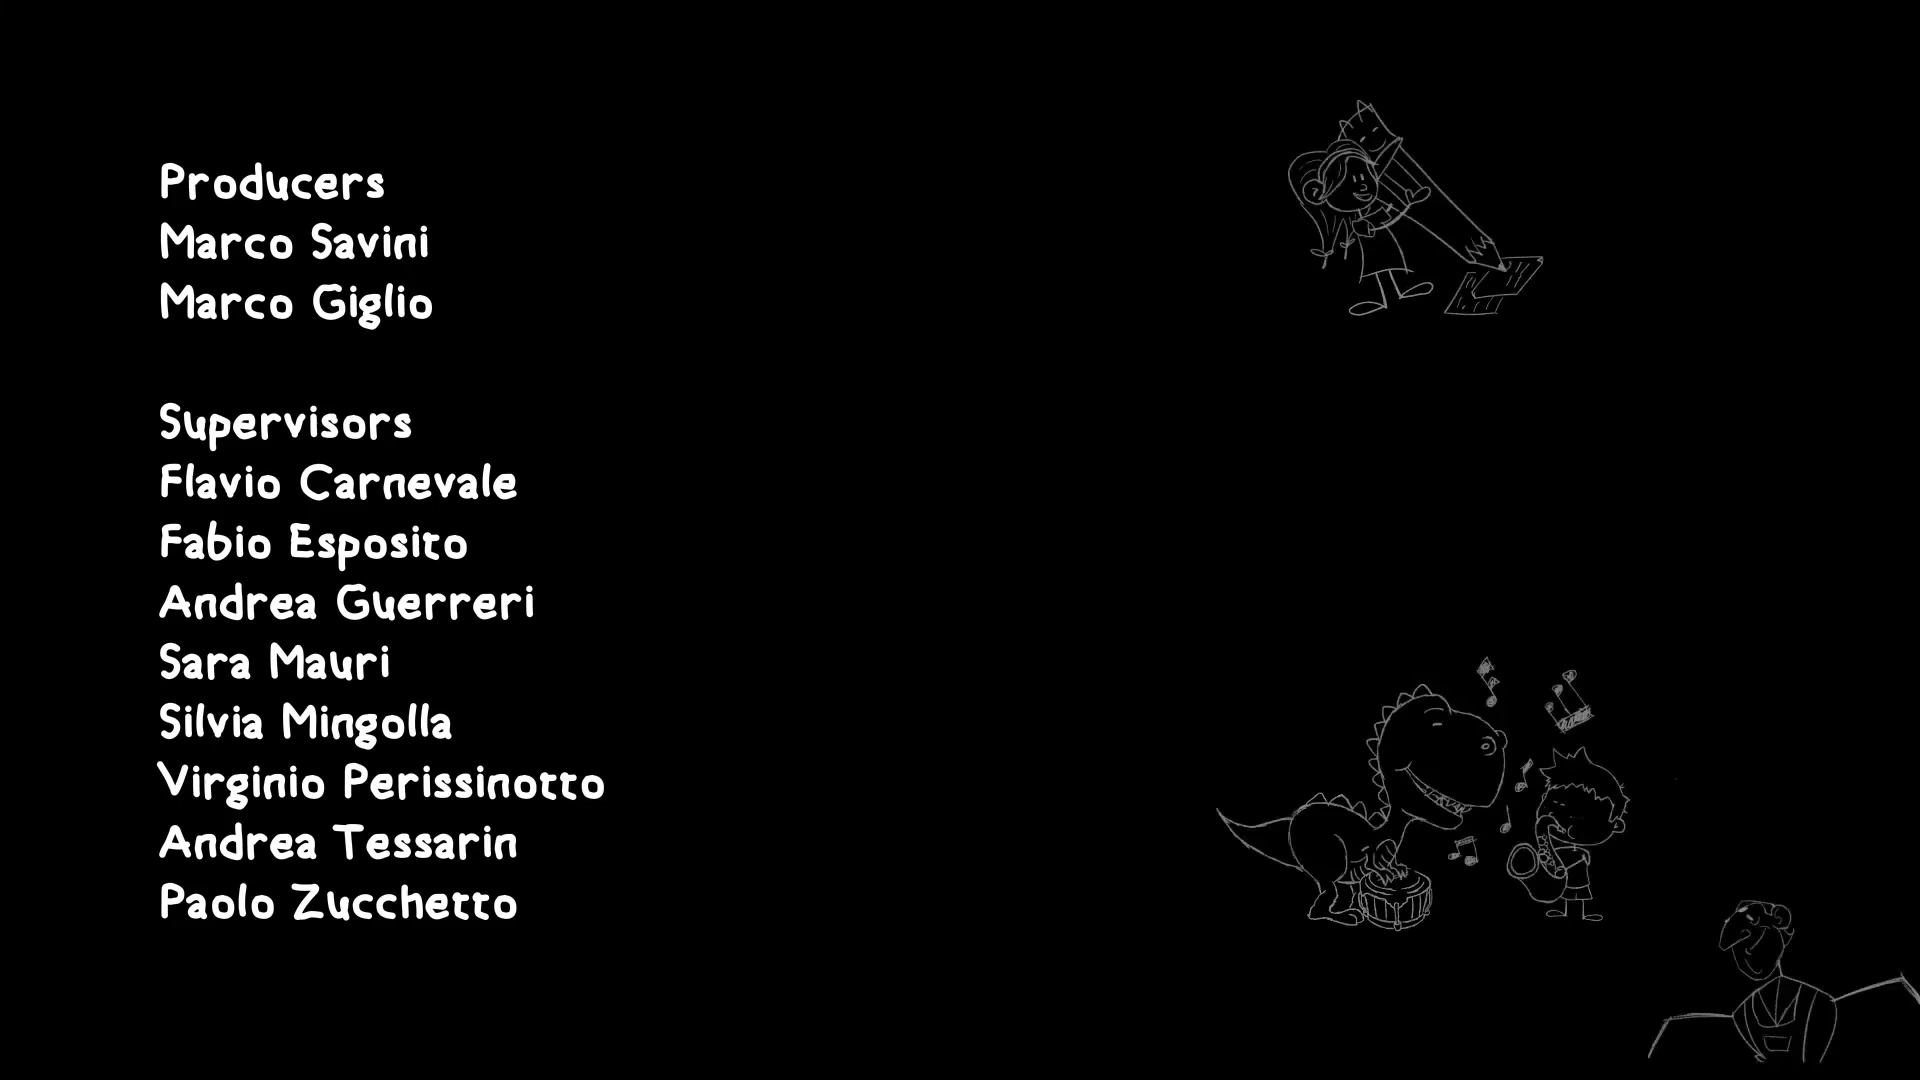 Producers
Marco Savini
Marco Giglio
Supervisors
Flavio Carnevale
Fabio Esposito
Andrea Guerreri
Sara Mauri
Silvia Mingolla
Virginio Perissinotto
Andrea Tessarin
Paolo Zucchetto